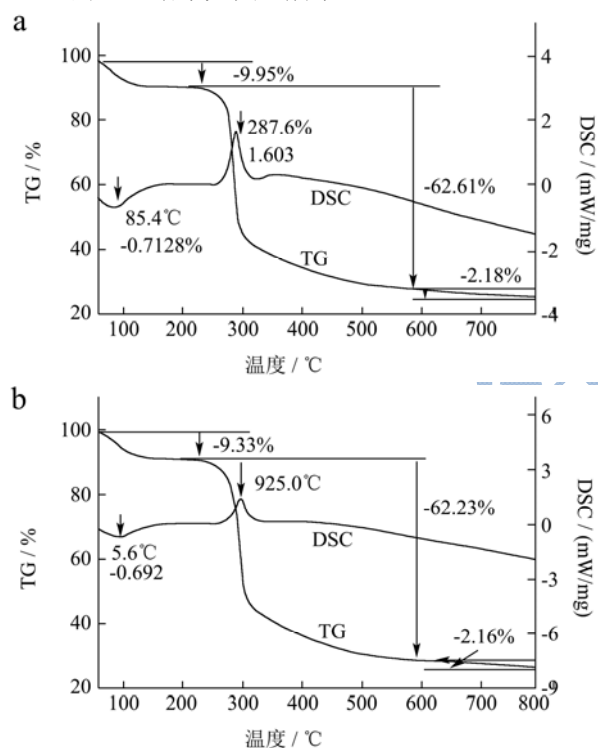 a
100
80
60
40
20
TG / %
4
2
0
-2
-4
DSC / (mW/mg)
-9.95%
287.6%
1.603
-62.61%
DSC
85.4℃
-0.7128%
TG
-2.18%
100 200 300 400 500 600 700
温度 / ℃
b
100
80
60
40
20
TG / %
6
3
0
-3
-6
-9
DSC / (mW/mg)
-9.33%
925.0℃
-62.23%
DSC
5.6℃
-0.692
TG
-2.16%
100 200 300 400 500 600 700 800
温度 / ℃